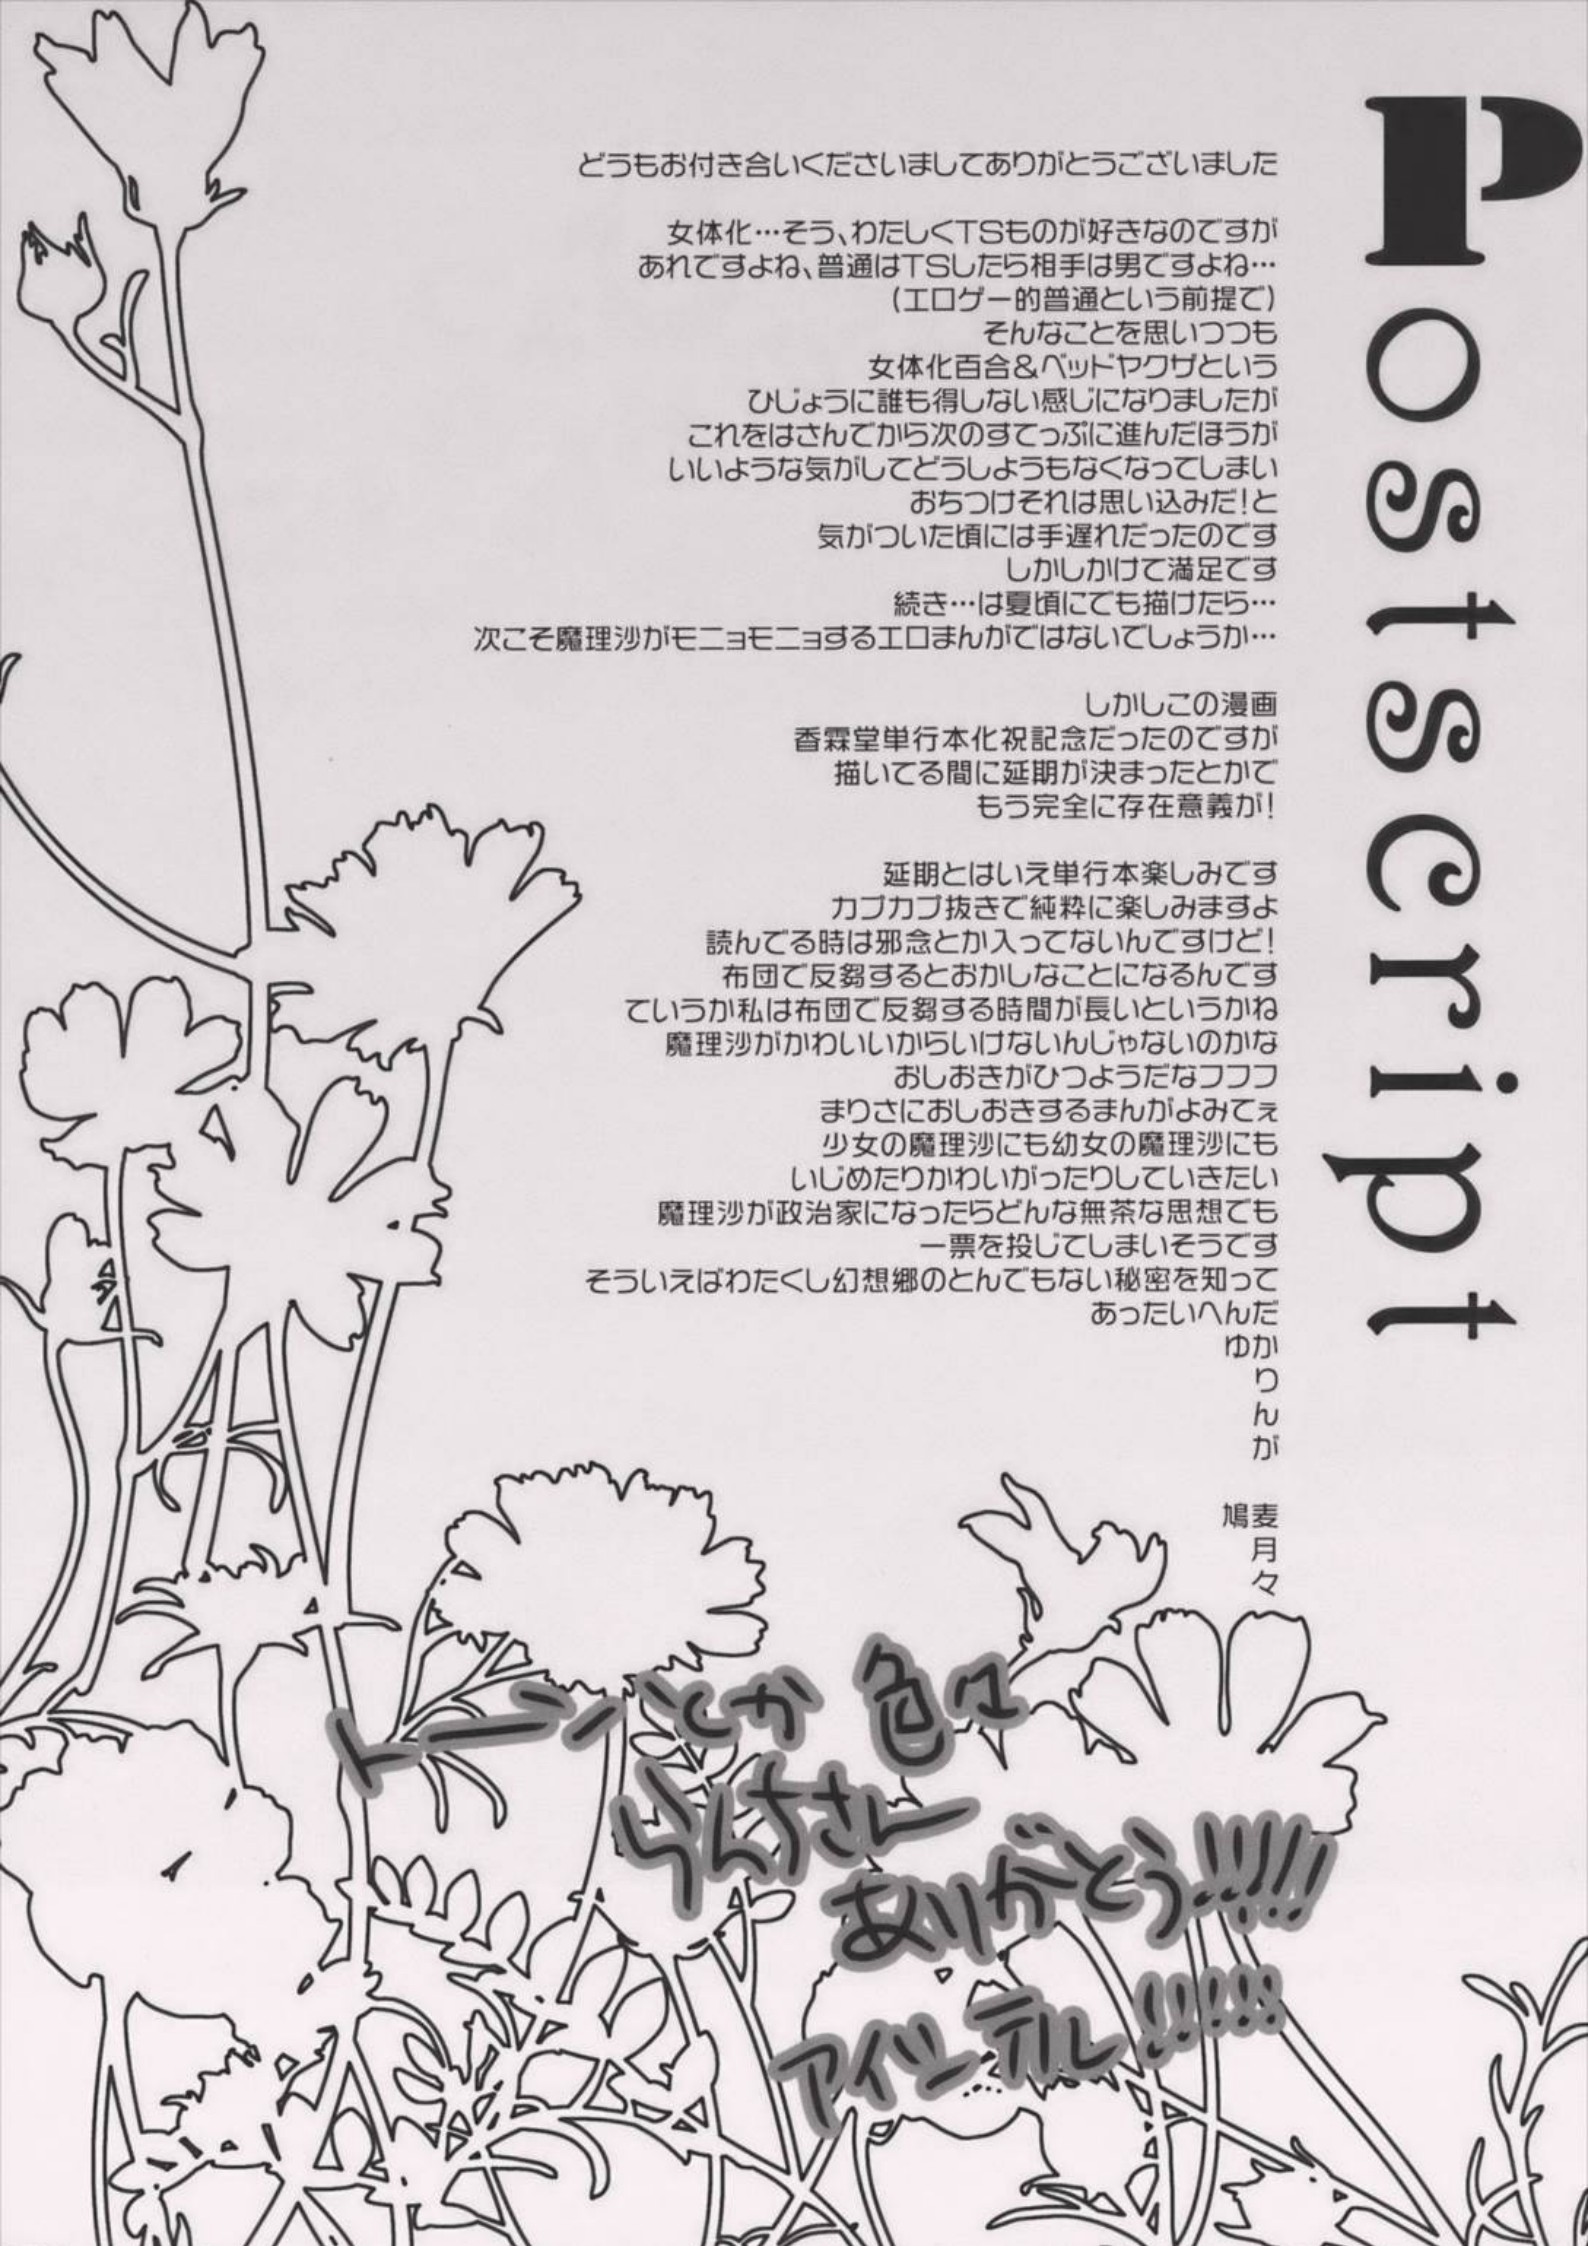 Postscript
どうもお付き合いくださいましてありがとうございました
女体化…そう、わたしくTSものが好きなのですが
あれですよね、普通はTSしたら相手は男ですよね…
(エロゲー的普通という前提で)
そんなことを思いつつも
女体化百合&ベッドヤクザという
ひじょうに誰も得しない感じになりましたが
これをはさんでから次のすてっぷに進んだほうが
いいような気がしてどうしようもなくなってしまい
おちつけそれは思い込みだ!と
気がついた頃には手遅れだったのです
しかしかけて満足です
続き…は夏頃にでも描けたら…
次こそ魔理沙がモニョモニョするエロまんがではないでしょうか…
しかしこの漫画
香霖堂単行本化祝記念だったのですが
描いてる間に延期が決まったとかで
もう完全に存在意義が!
延期とはいえ単行本楽しみです
カプカプ抜きで純粋に楽しみますよ
読んでる時は邪念とか入ってないんですけど!
布団で反芻するとおかしなことになるんです
ていうか私は布団で反芻する時間が長いというかね
魔理沙がかわいいからいけないんじゃないのかな
おしおきがひつようだなフフフ
まりさにおしおきするまんがよみてぇ
少女の魔理沙にも幼女の魔理沙にも
いじめたりかわいがったりしていきたい
魔理沙が政治家になったらどんな無茶な思想でも
一票を投じてしまいそうです
そういえばわたくし幻想郷のとんでもない秘密を知って
あったいへんだ
ゆか
り
ん
が
鳩麦
月
々
トーンとか 色々
らんちさん
ありがとう!!!!!
アイシテル!!!!!